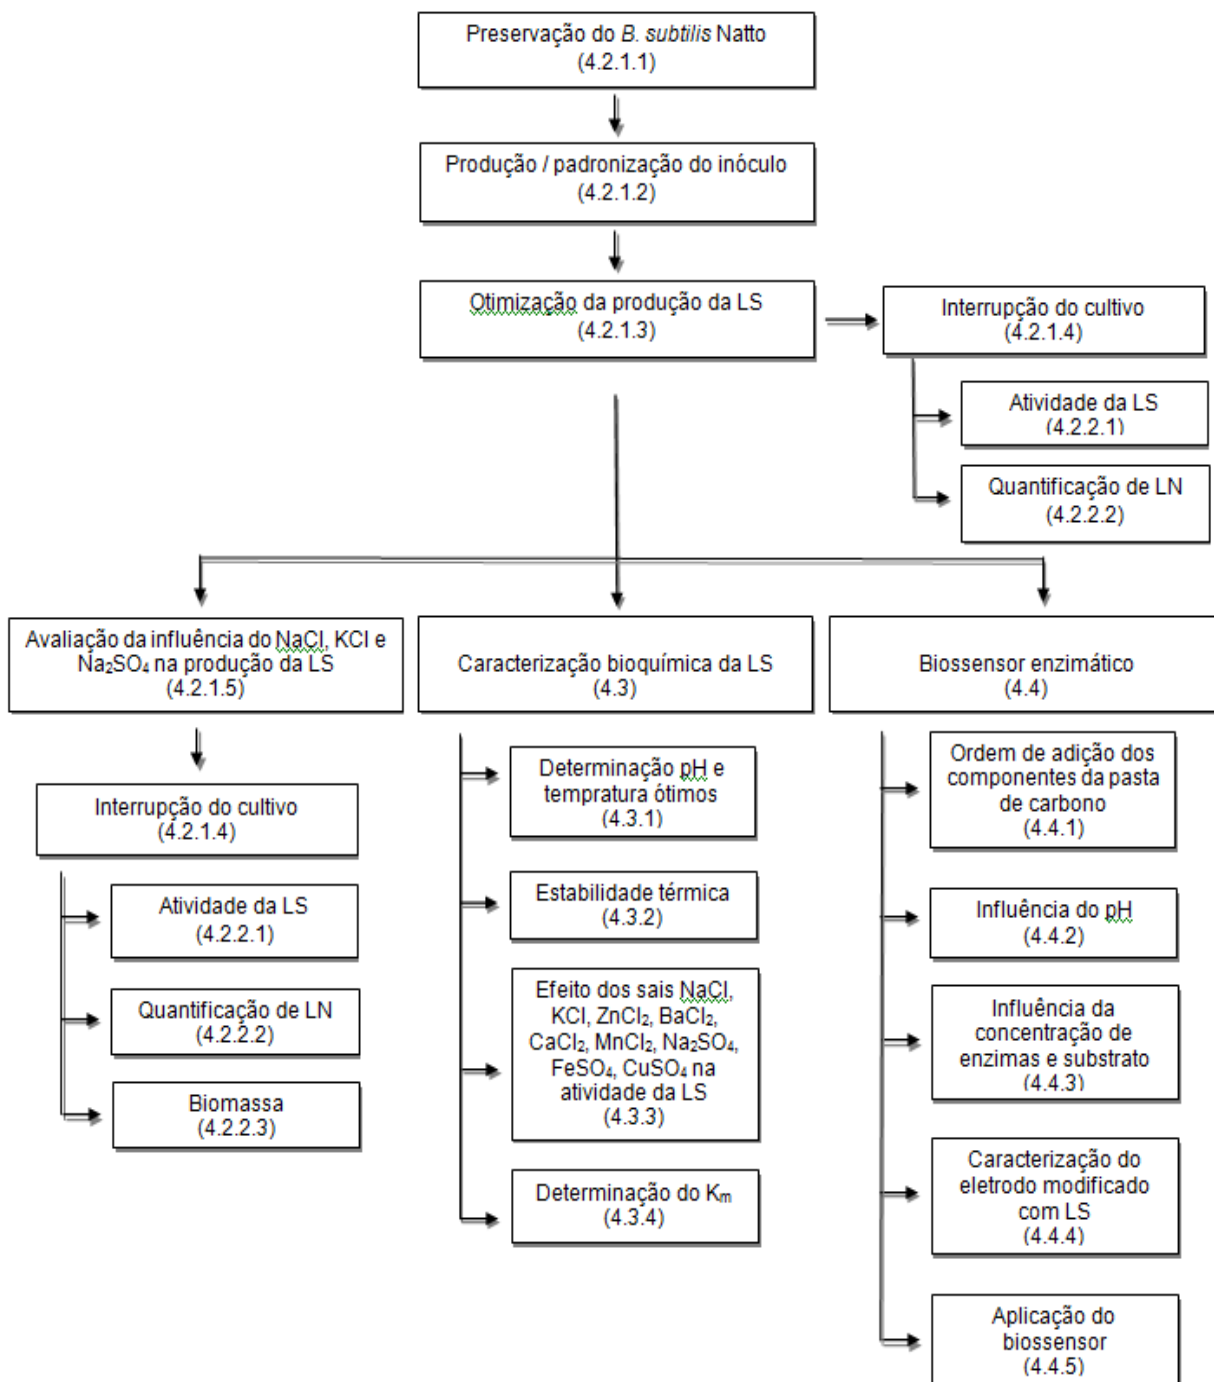 Preservação do B. subtilis Natto
(4.2.1.1)
Produção / padronização do inóculo
(4.2.1.2)
Otimização da produção da LS
(4.2.1.3)
Interrupção do cultivo
(4.2.1.4)
Atividade da LS
(4.2.2.1)
Quantificação de LN
(4.2.2.2)
Avaliação da influência do NaCl, KCl e
Na₂SO₄ na produção da LS
(4.2.1.5)
Interrupção do cultivo
(4.2.1.4)
Atividade da LS
(4.2.2.1)
Quantificação de LN
(4.2.2.2)
Biomassa
(4.2.2.3)
Caracterização bioquímica da LS
(4.3)
Determinação pH e
tempratura ótimos
(4.3.1)
Estabilidade térmica
(4.3.2)
Efeito dos sais NaCl,
KCl, ZnCl₂, BaCl₂,
CaCl₂, MnCl₂, Na₂SO₄,
FeSO₄, CuSO₄ na
atividade da LS
(4.3.3)
Determinação do Kₘ
(4.3.4)
Biossensor enzimático
(4.4)
Ordem de adição dos
componentes da pasta
de carbono
(4.4.1)
Influência do pH
(4.4.2)
Influência da
concentração de
enzimas e substrato
(4.4.3)
Caracterização do
eletrodo modificado
com LS
(4.4.4)
Aplicação do
biossensor
(4.4.5)